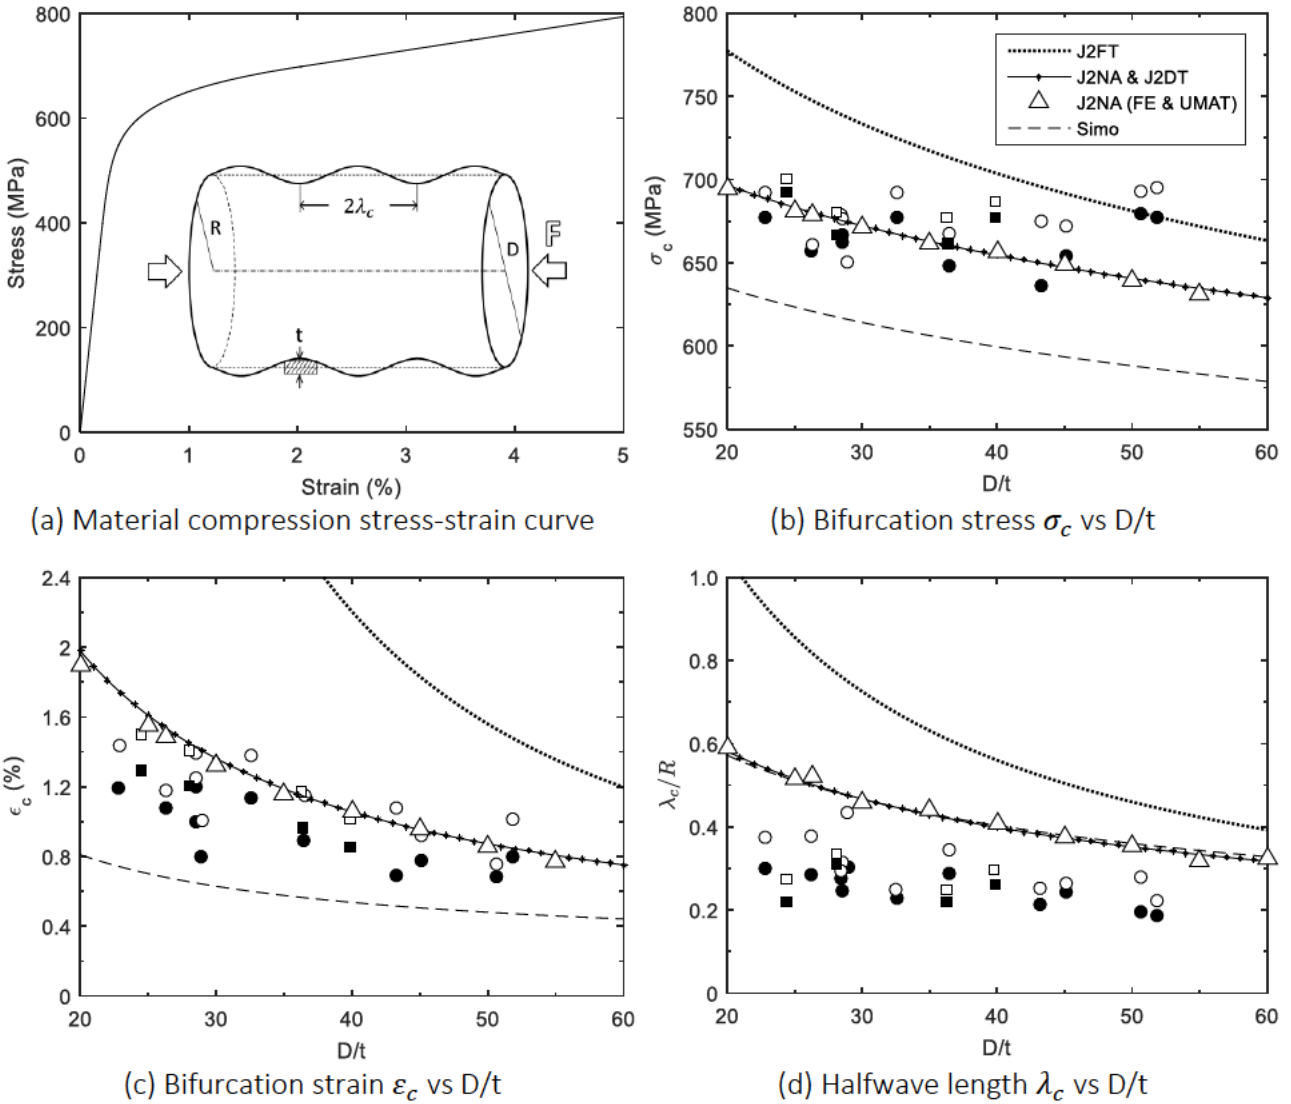 800
600
400
200
0
Stress (MPa)
2λc
R
D
F
t
0 1 2 3 4 5
Strain (%)
(a) Material compression stress-strain curve
800
750
700
650
600
550
σc (MPa)
J2FT
J2NA & J2DT
J2NA (FE & UMAT)
Simo
20 30 40 50 60
D/t
(b) Bifurcation stress σc vs D/t
2.4
2
1.6
1.2
0.8
0.4
0
ϵc (%)
20 30 40 50 60
D/t
(c) Bifurcation strain εc vs D/t
1.0
0.8
0.6
0.4
0.2
0
λc/R
20 30 40 50 60
D/t
(d) Halfwave length λc vs D/t